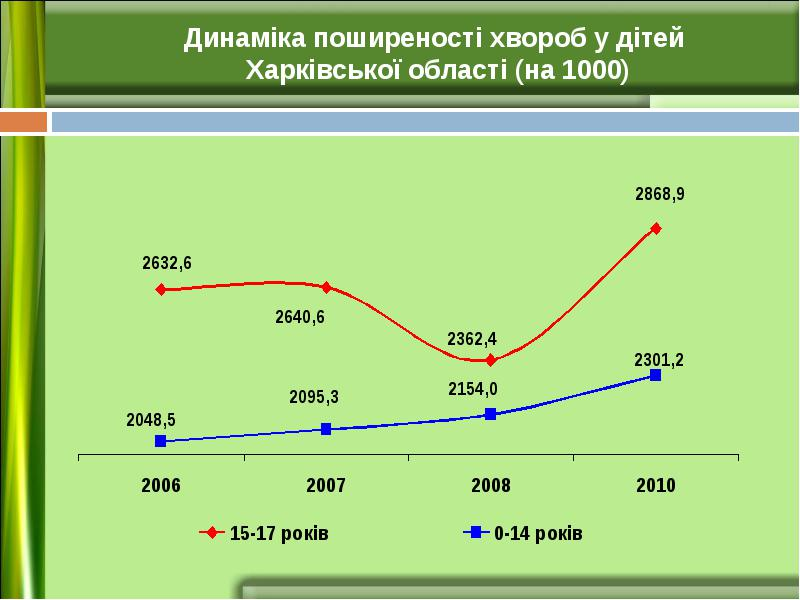 Динаміка поширеності хвороб у дітей
Харківської області (на 1000)
2868,9
2632,6
2640,6
2362,4
2301,2
2154,0
2095,3
2048,5
2006 2007 2008 2010
15-17 років 0-14 років